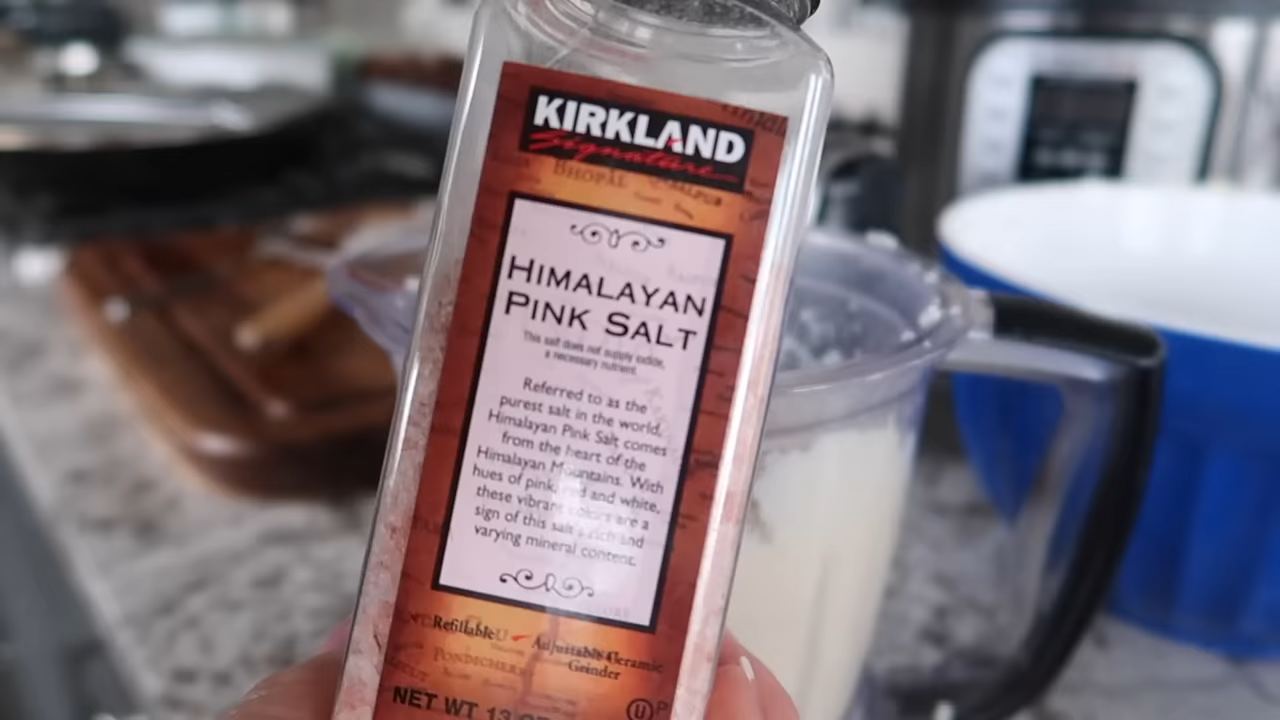 KIRKLAND
Signature
BHOPAL
HIMALAYAN
PINK SALT
This salt does not supply iodide,
a necessary nutrient.
Referred to as the
purest salt in the world,
Himalayan Pink Salt comes
from the heart of the
Himalayan Mountains. With
hues of pink, red and white,
these vibrant colors are a
sign of this salt's rich and
varying mineral content.
Refillable
Adjustable Ceramic
Grinder
PONDICHERRY
NET WT 13
U P